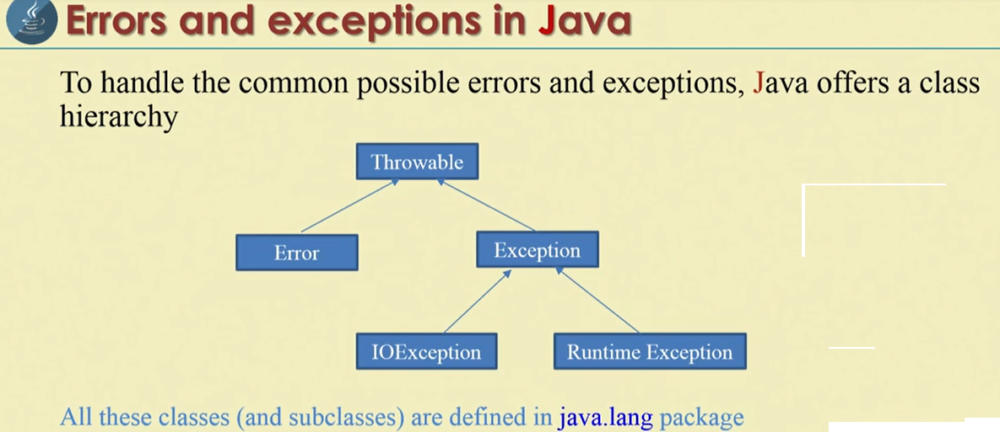 Errors and exceptions in Java
To handle the common possible errors and exceptions, Java offers a class
hierarchy
Throwable
Error
Exception
IOException
Runtime Exception
All these classes (and subclasses) are defined in java.lang package